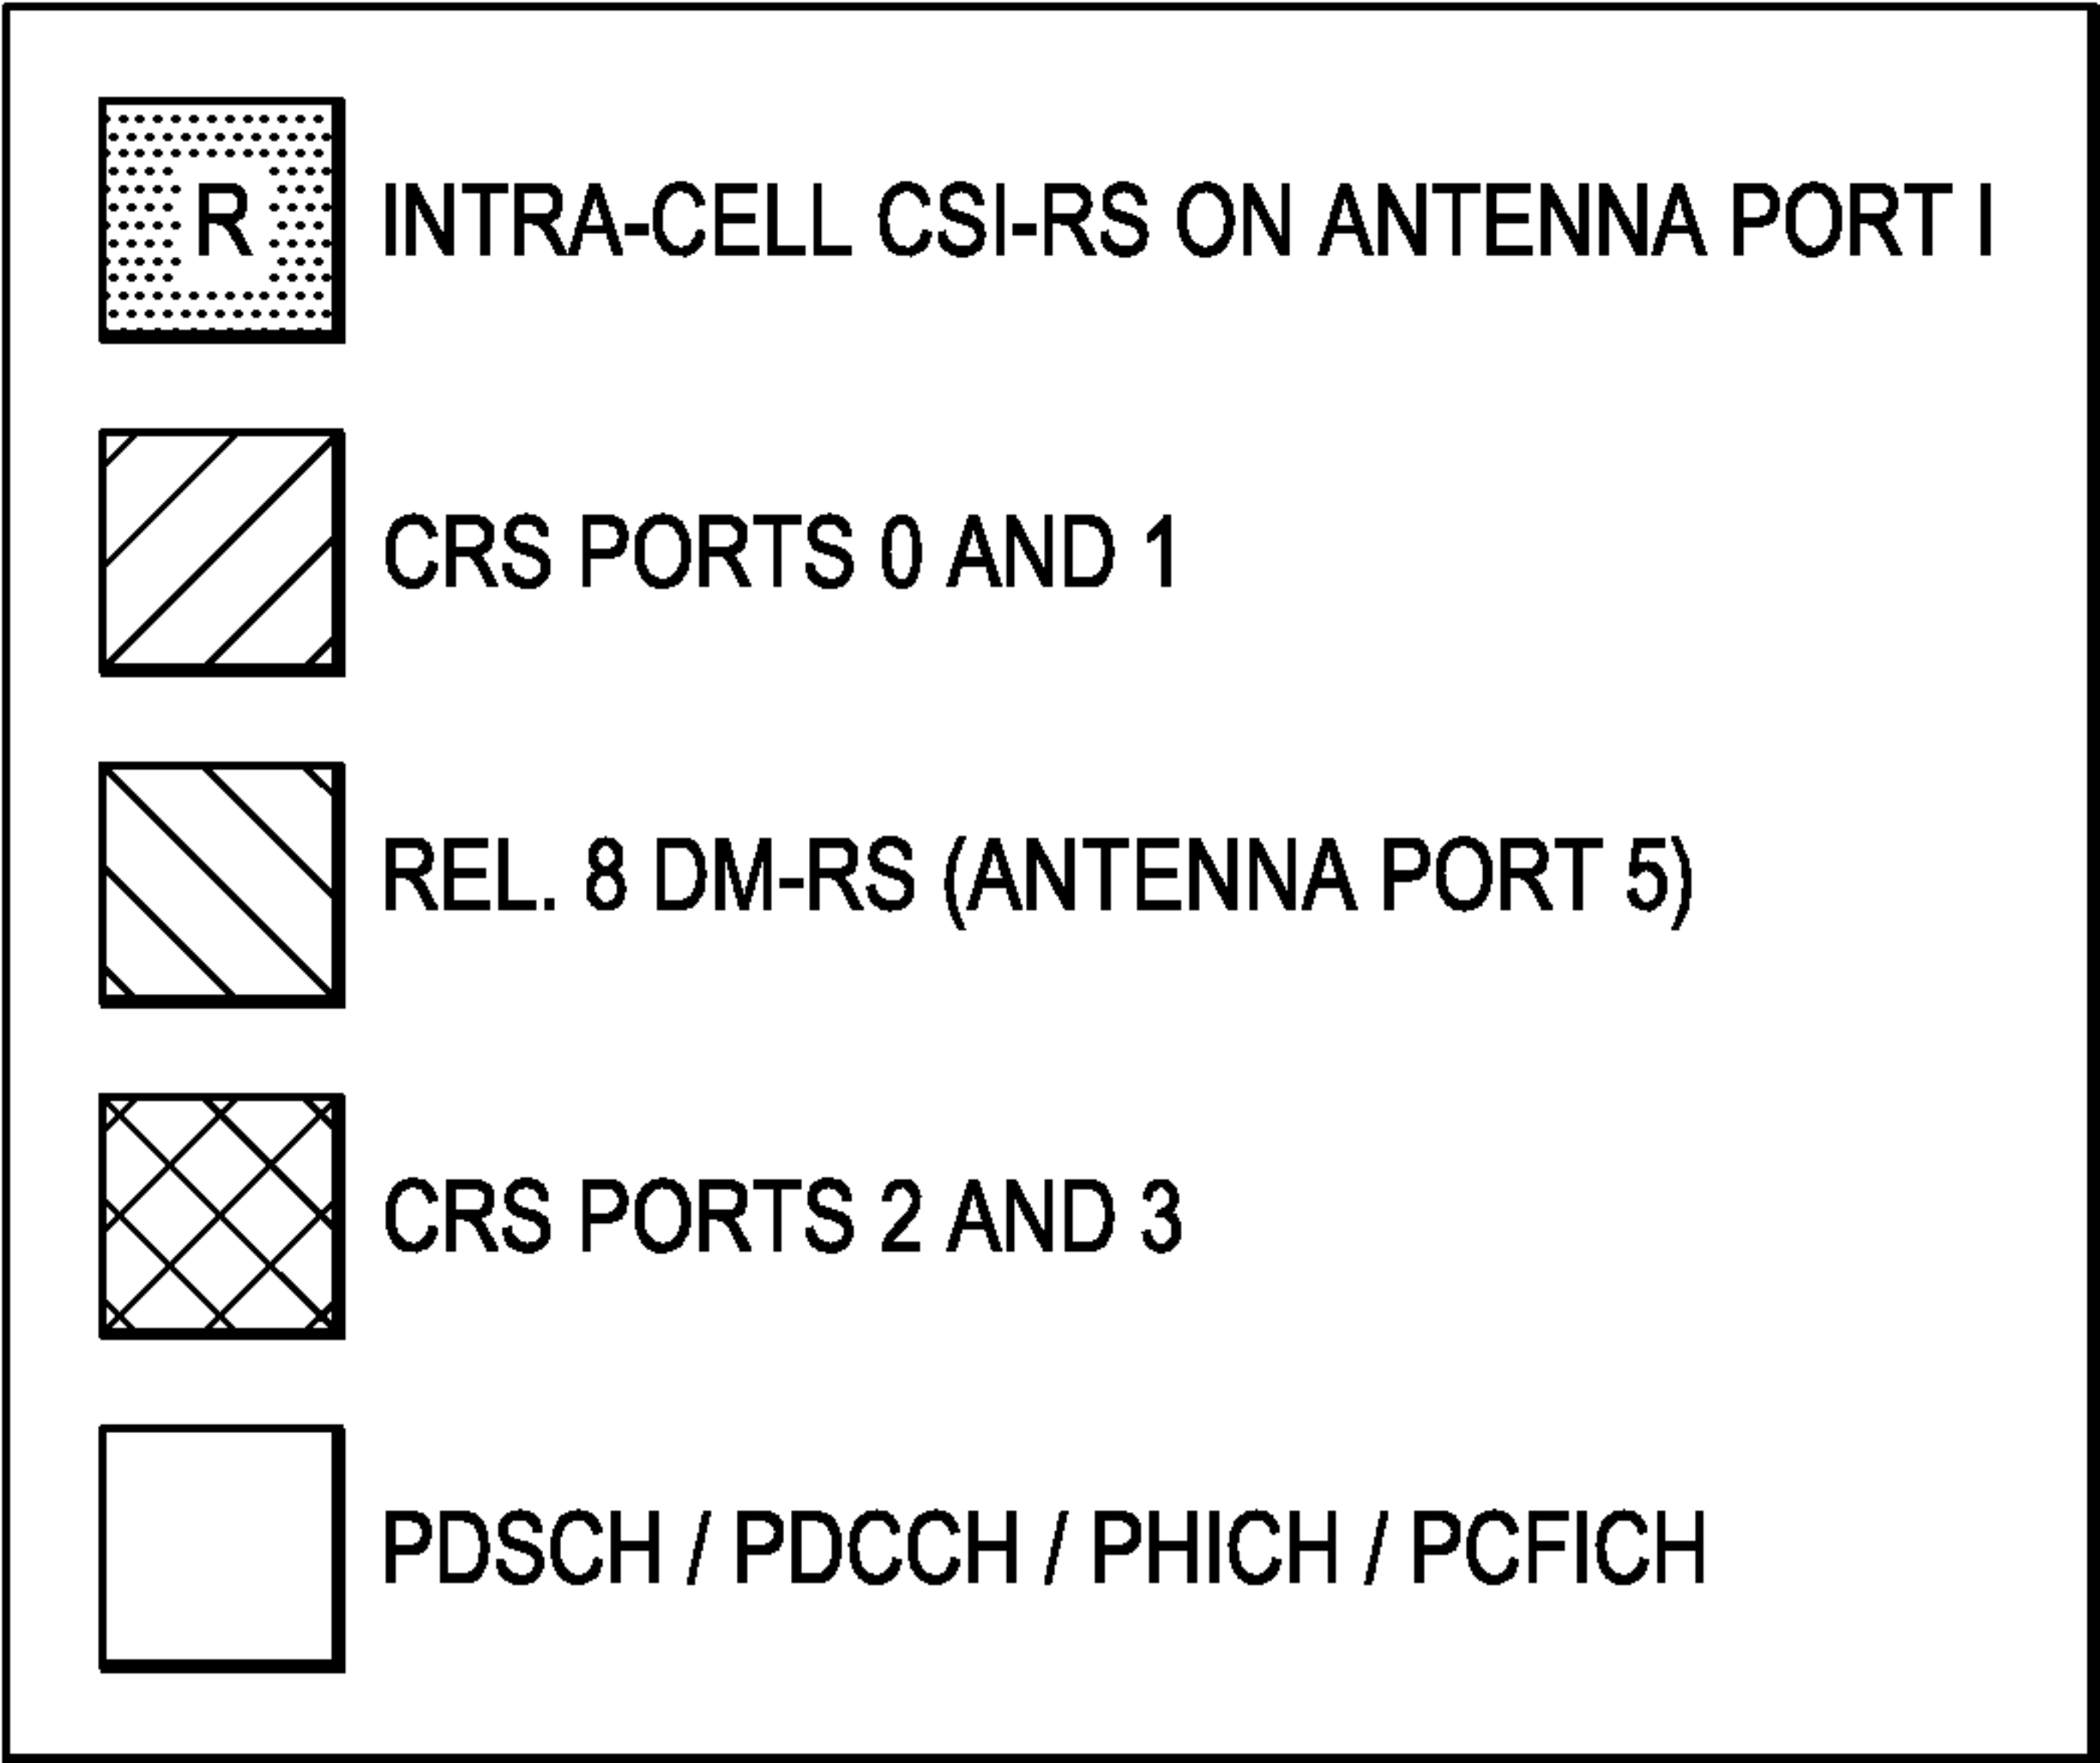 R INTRA-CELL CSI-RS ON ANTENNA PORT I
CRS PORTS 0 AND 1
REL. 8 DM-RS (ANTENNA PORT 5)
CRS PORTS 2 AND 3
PDSCH / PDCCH / PHICH / PCFICH